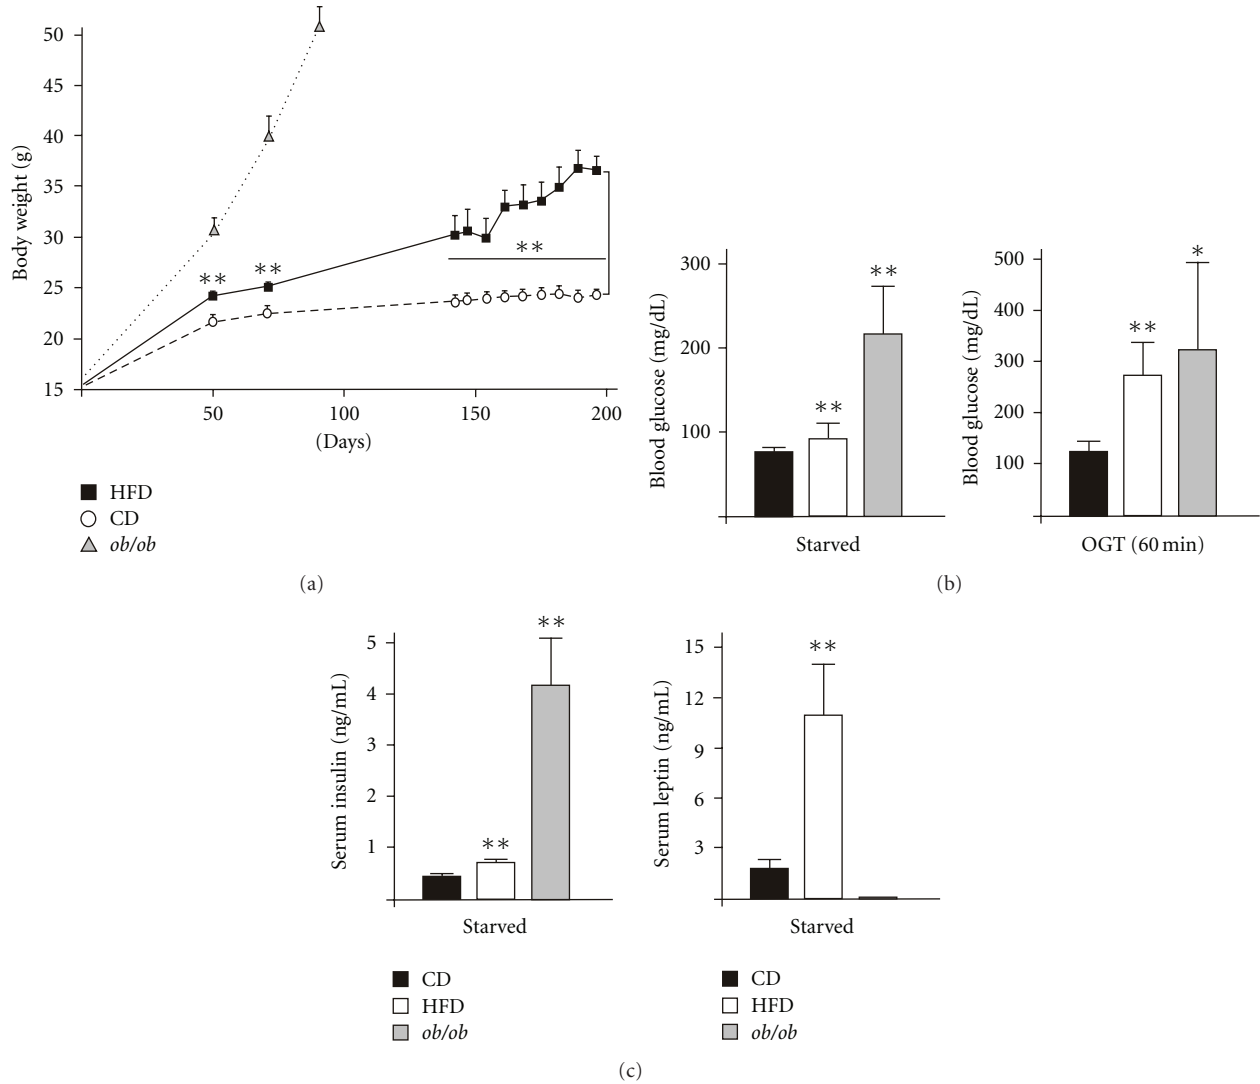 50
45
40
35
30
25
20
15
Body weight (g)
** **
**
50 100 150 200
(Days)
HFD
CD
ob/ob
(a)
300
200
100
Blood glucose (mg/dL)
**
**
Starved
500
400
300
200
100
Blood glucose (mg/dL)
**
*
OGT (60 min)
(b)
5
4
3
2
1
Serum insulin (ng/mL)
**
**
Starved
CD
HFD
ob/ob
15
12
9
6
3
Serum leptin (ng/mL)
**
Starved
CD
HFD
ob/ob
(c)